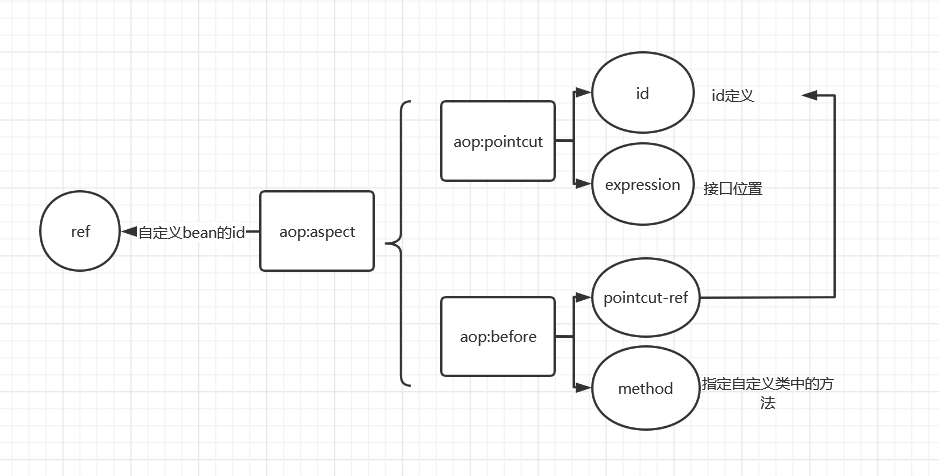 ref
自定义bean的id
aop:aspect
aop:pointcut
id
id定义
expression
接口位置
aop:before
pointcut-ref
method
指定自定义类中的方
法